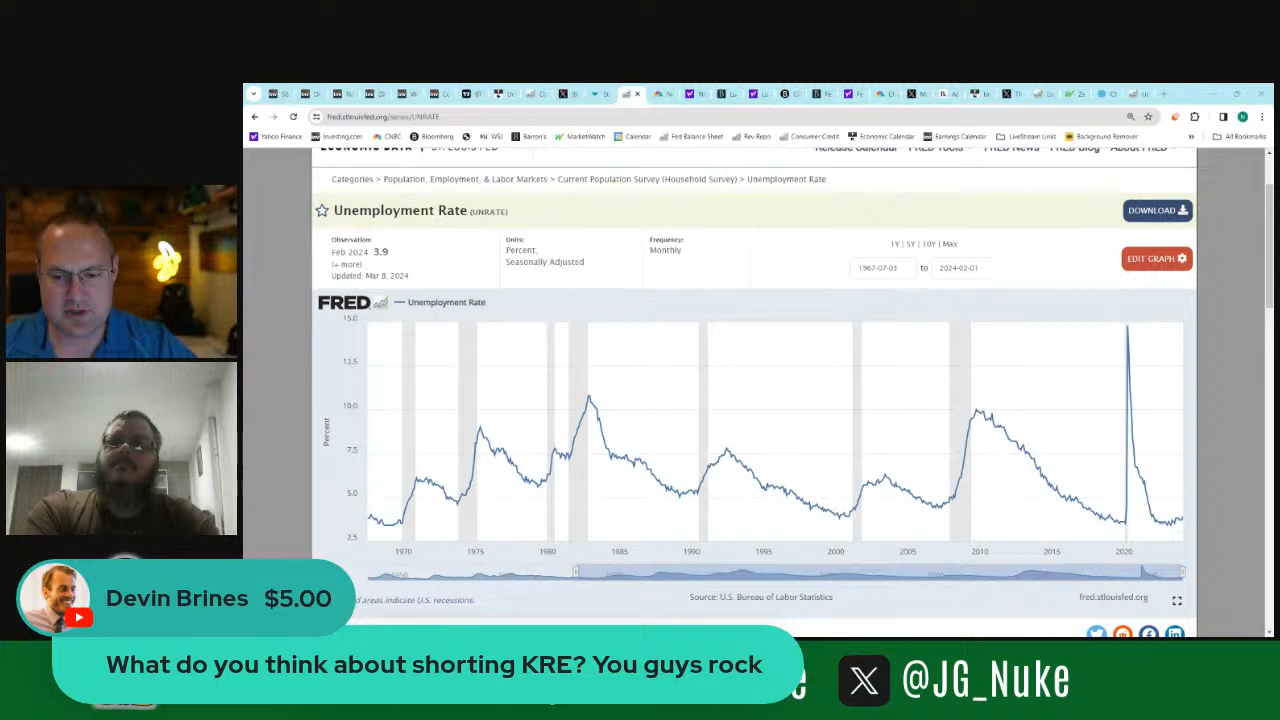 fred.stlouisfed.org/series/UNRATE
Yahoo Finance Investing.com CNBC Bloomberg WSJ Barron's MarketWatch Calendar Fed Balance Sheet Rev Repo Consumer Credit Economic Calendar Earnings Calendar LiveStream Links Background Remover » All Bookmarks
ECONOMIC DATA | ST. LOUIS FED
Release Calendar FRED Tools FRED News FRED Blog About FRED
Categories > Population, Employment, & Labor Markets > Current Population Survey (Household Survey) > Unemployment Rate
Unemployment Rate (UNRATE)
DOWNLOAD
Observation:
Feb 2024 3.9
(+ more)
Updated: Mar 8, 2024
Units:
Percent,
Seasonally Adjusted
Frequency:
Monthly
1Y | 5Y | 10Y | Max
1967-07-03 to 2024-02-01
EDIT GRAPH
FRED — Unemployment Rate
15.0
12.5
10.0
7.5
5.0
2.5
Percent
1970 1975 1980 1985 1990 1995 2000 2005 2010 2015 2020
1950
d areas indicate U.S. recessions.
Source: U.S. Bureau of Labor Statistics
fred.stlouisfed.org
Devin Brines $5.00
What do you think about shorting KRE? You guys rock
@JG_Nuke